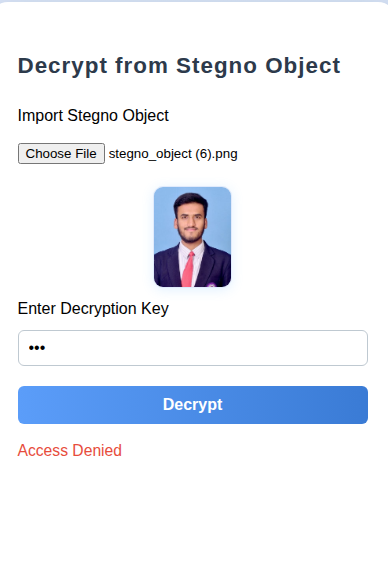 Decrypt from Stegno Object
Import Stegno Object
Choose File stegno_object (6).png
Enter Decryption Key
•••
Decrypt
Access Denied